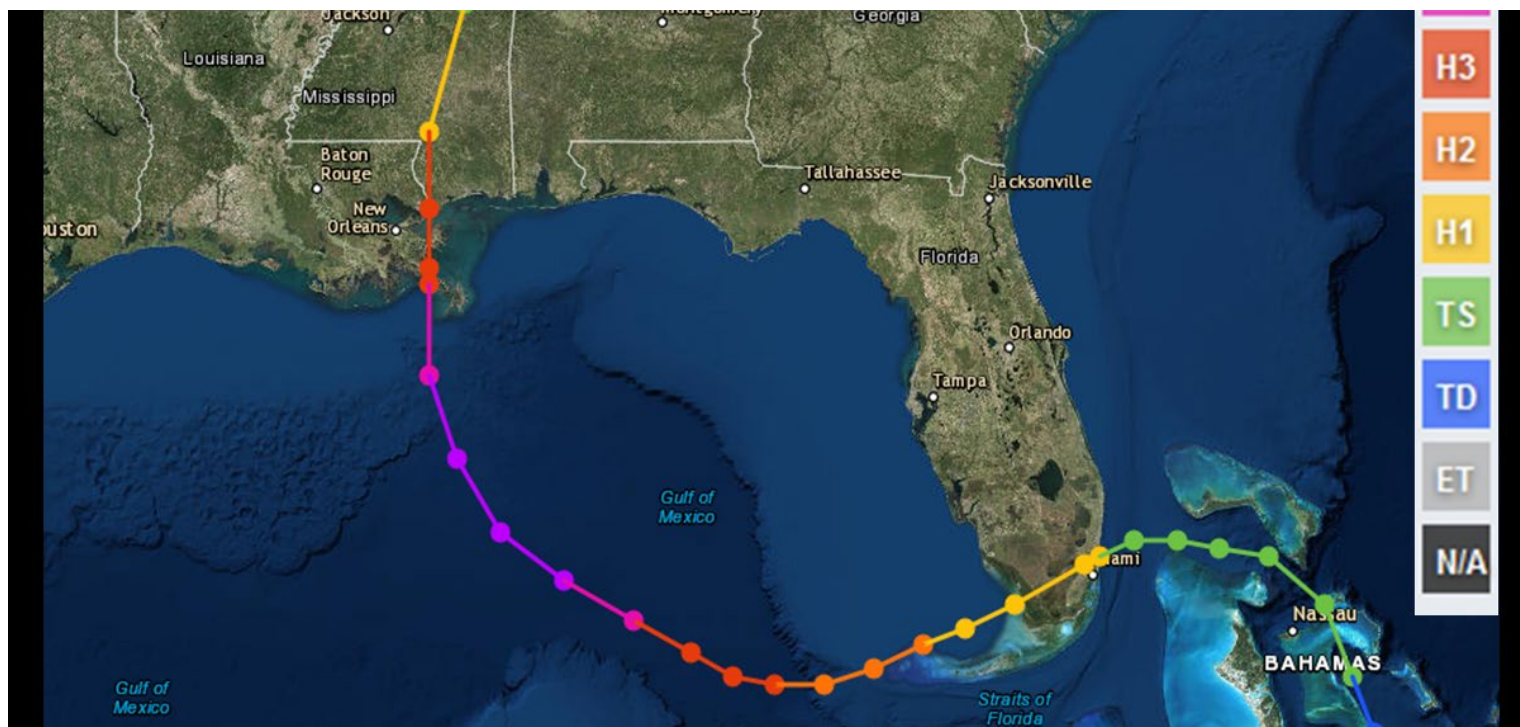 Jackson
Georgia
Louisiana
Mississippi
Baton
Rouge
Tallahassee
Jacksonville
New
Orleans
uston
Florida
Orlando
Tampa
Gulf of
Mexico
ami
Nassau
BAHAMAS
Gulf of
Mexico
Straits of
Florida
H3
H2
H1
TS
TD
ET
N/A